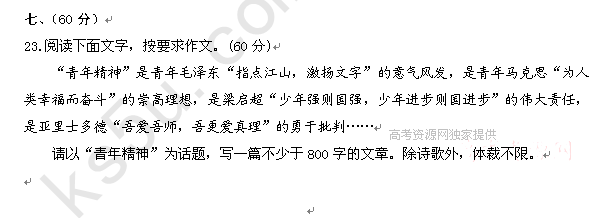 七、（60 分）
23.阅读下面文字，按要求作文。(60 分)
“青年精神”是青年毛泽东“指点江山，激扬文字”的意气风发，是青年马克思“为人
类幸福而奋斗”的崇高理想，是梁启超“少年强则国强，少年进步则国进步”的伟大责任，
是亚里士多德“吾爱吾师，吾更爱真理”的勇于批判……
高考资源网独家提供
请以“青年精神”为话题，写一篇不少于 800 字的文章。除诗歌外，体裁不限。